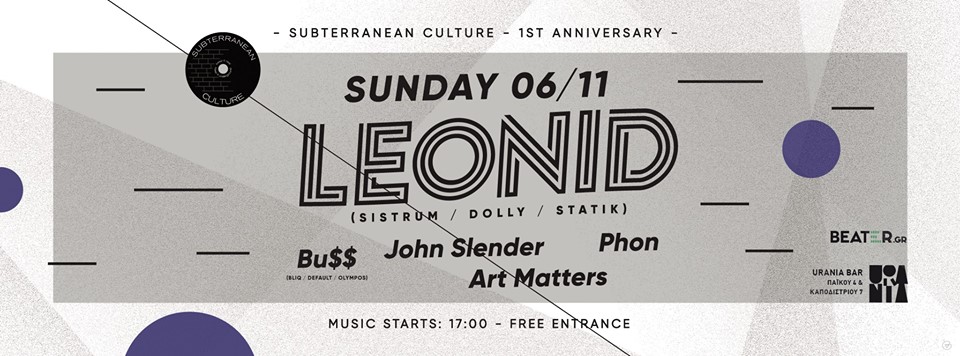 - SUBTERRANEAN CULTURE - 1ST ANNIVERSARY -
SUBTERRANEAN
CULTURE
SUNDAY 06/11
LEONID
(SISTRUM / DOLLY / STATIK)
Bu$$
(BLIQ / DEFAULT / OLYMPOS)
John Slender
Phon
Art Matters
BEATER.GR
URANIA BAR
ΠΑΪΚΟΥ 4 &
ΚΑΠΟΔΙΣΤΡΙΟΥ 7
URANIA
MUSIC STARTS: 17:00 - FREE ENTRANCE